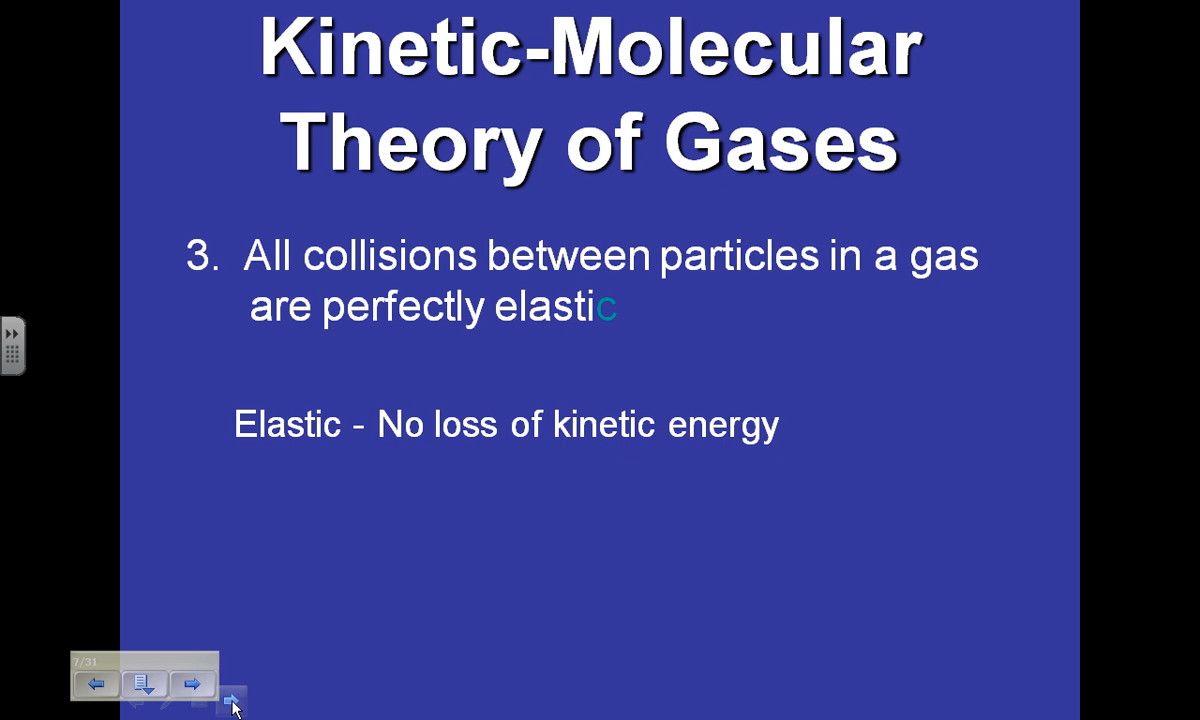 Kinetic-Molecular
Theory of Gases
3. All collisions between particles in a gas
are perfectly elastic
Elastic - No loss of kinetic energy
7/31